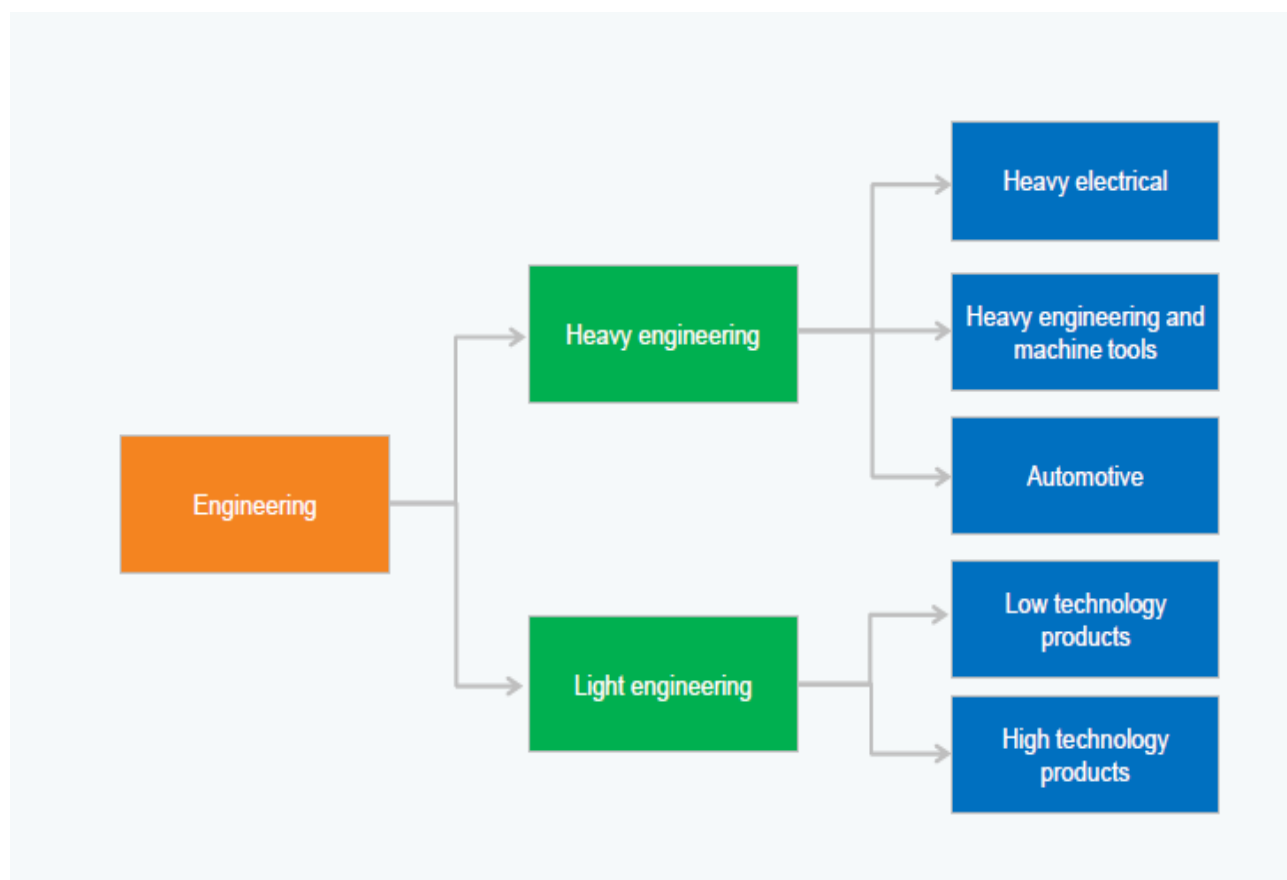 Heavy electrical
Heavy engineering and
machine tools
Heavy engineering
Automotive
Engineering
Low technology
products
Light engineering
High technology
products